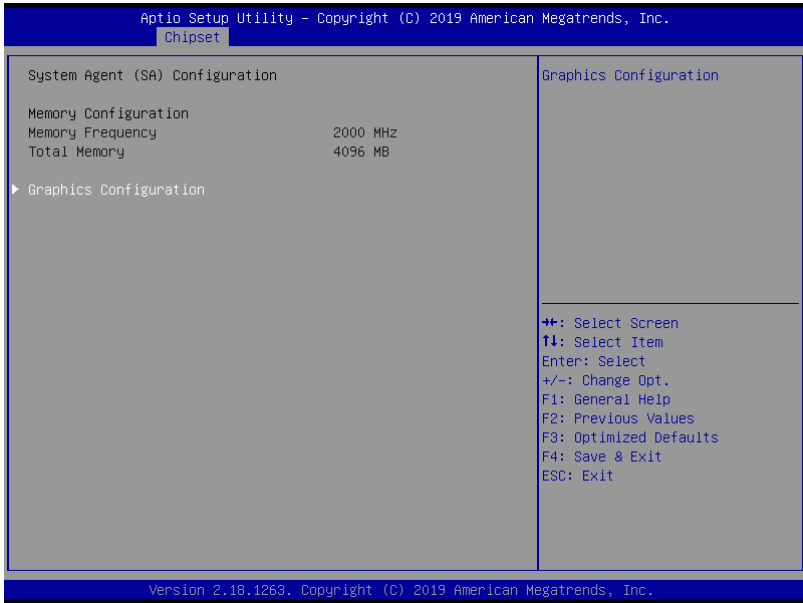 Aptio Setup Utility – Copyright (C) 2019 American Megatrends, Inc.
Chipset
System Agent (SA) Configuration
Memory Configuration
Memory Frequency 2000 MHz
Total Memory 4096 MB
► Graphics Configuration
Graphics Configuration
→←: Select Screen
↑↓: Select Item
Enter: Select
+/-: Change Opt.
F1: General Help
F2: Previous Values
F3: Optimized Defaults
F4: Save & Exit
ESC: Exit
Version 2.18.1263. Copyright (C) 2019 American Megatrends, Inc.